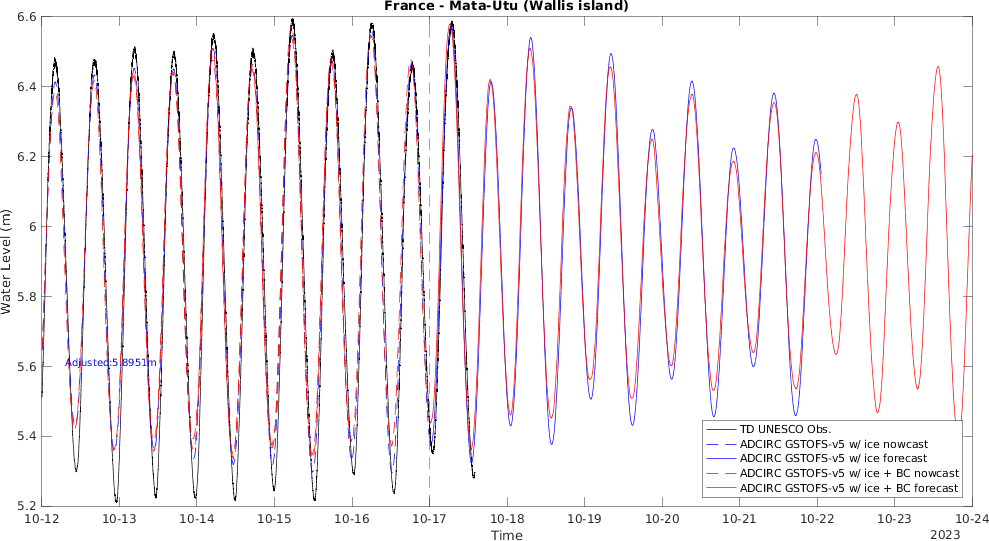 France - Mata-Utu (Wallis island)
6.6
6.4
6.2
6
5.8
5.6
5.4
5.2
Water Level (m)
Adjusted:5.8951m
TD UNESCO Obs.
ADCIRC GSTOFS-v5 w/ ice nowcast
ADCIRC GSTOFS-v5 w/ ice forecast
ADCIRC GSTOFS-v5 w/ ice + BC nowcast
ADCIRC GSTOFS-v5 w/ ice + BC forecast
10-12 10-13 10-14 10-15 10-16 10-17 10-18 10-19 10-20 10-21 10-22 10-23 10-24
Time
2023